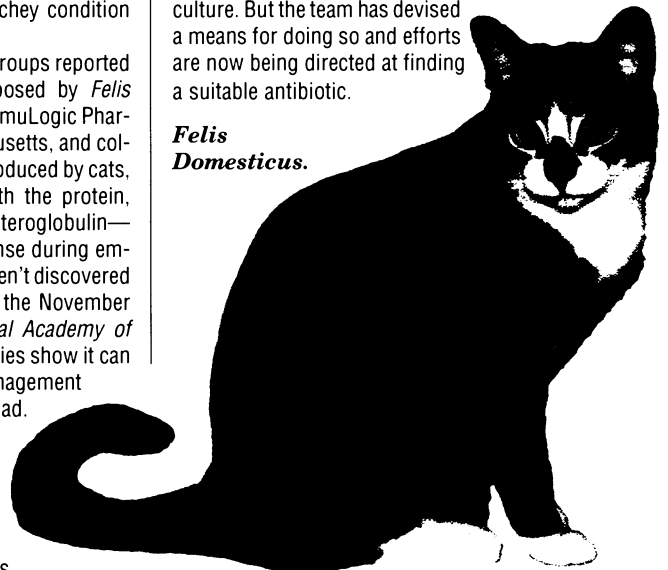 chey condition
roups reported
posed by Felis
muLogic Phar-
usetts, and col-
oduced by cats,
th the protein,
teroglobulin—
nse during em-
en't discovered
the November
al Academy of
ies show it can
nagement
ad.
s
culture. But the team has devised
a means for doing so and efforts
are now being directed at finding
a suitable antibiotic.
Felis
Domesticus.